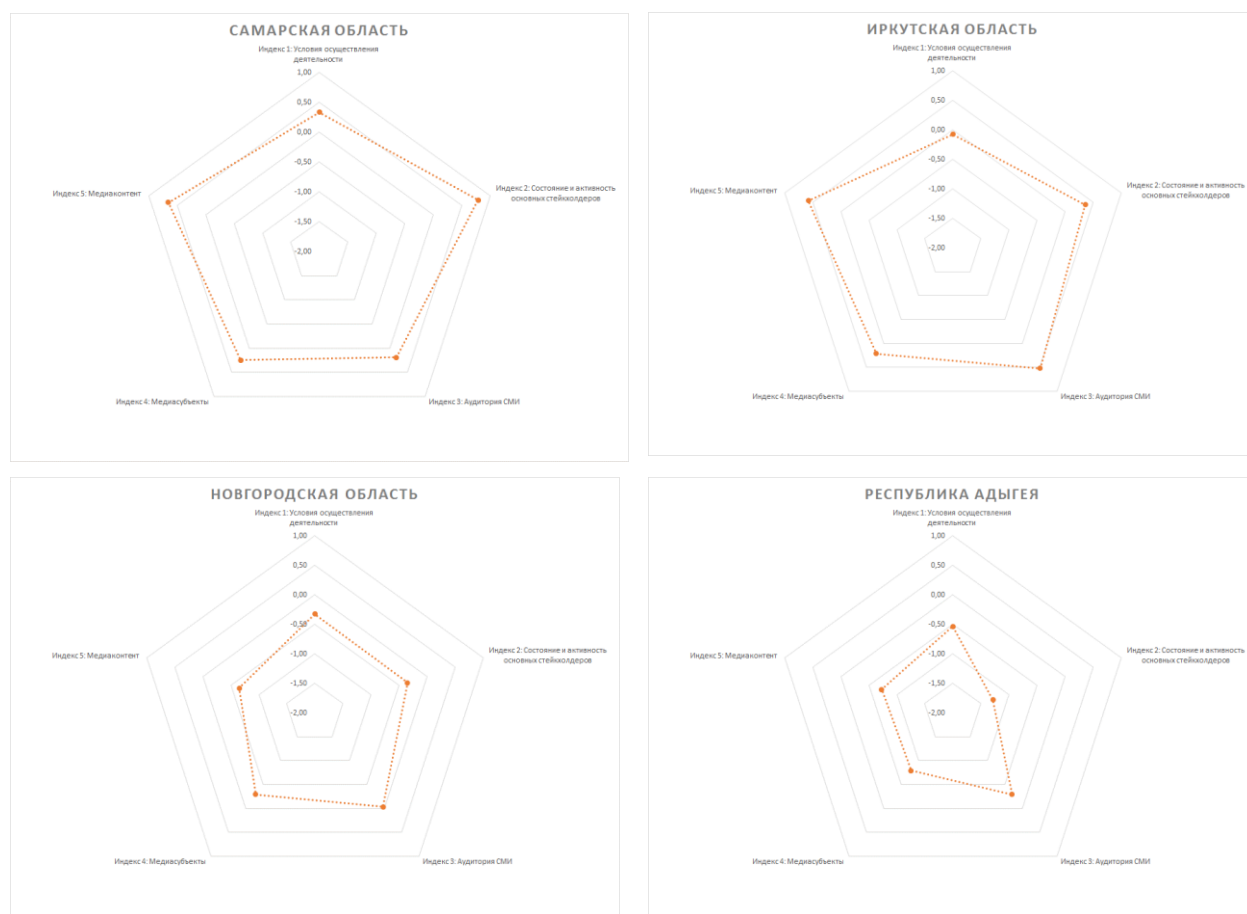 САМАРСКАЯ ОБЛАСТЬ
Индекс 1: Условия осуществления
деятельности
1,00
0,50
0,00
-0,50
-1,00
-1,50
-2,00
Индекс 2: Состояние и активность
основных стейкхолдеров
Индекс 3: Аудитория СМИ
Индекс 4: Медиасубъекты
Индекс 5: Медиаконтент
ИРКУТСКАЯ ОБЛАСТЬ
Индекс 1: Условия осуществления
деятельности
1,00
0,50
0,00
-0,50
-1,00
-1,50
-2,00
Индекс 2: Состояние и активность
основных стейкхолдеров
Индекс 3: Аудитория СМИ
Индекс 4: Медиасубъекты
Индекс 5: Медиаконтент
НОВГОРОДСКАЯ ОБЛАСТЬ
Индекс 1: Условия осуществления
деятельности
1,00
0,50
0,00
-0,50
-1,00
-1,50
-2,00
Индекс 2: Состояние и активность
основных стейкхолдеров
Индекс 3: Аудитория СМИ
Индекс 4: Медиасубъекты
Индекс 5: Медиаконтент
РЕСПУБЛИКА АДЫГЕЯ
Индекс 1: Условия осуществления
деятельности
1,00
0,50
0,00
-0,50
-1,00
-1,50
-2,00
Индекс 2: Состояние и активность
основных стейкхолдеров
Индекс 3: Аудитория СМИ
Индекс 4: Медиасубъекты
Индекс 5: Медиаконтент